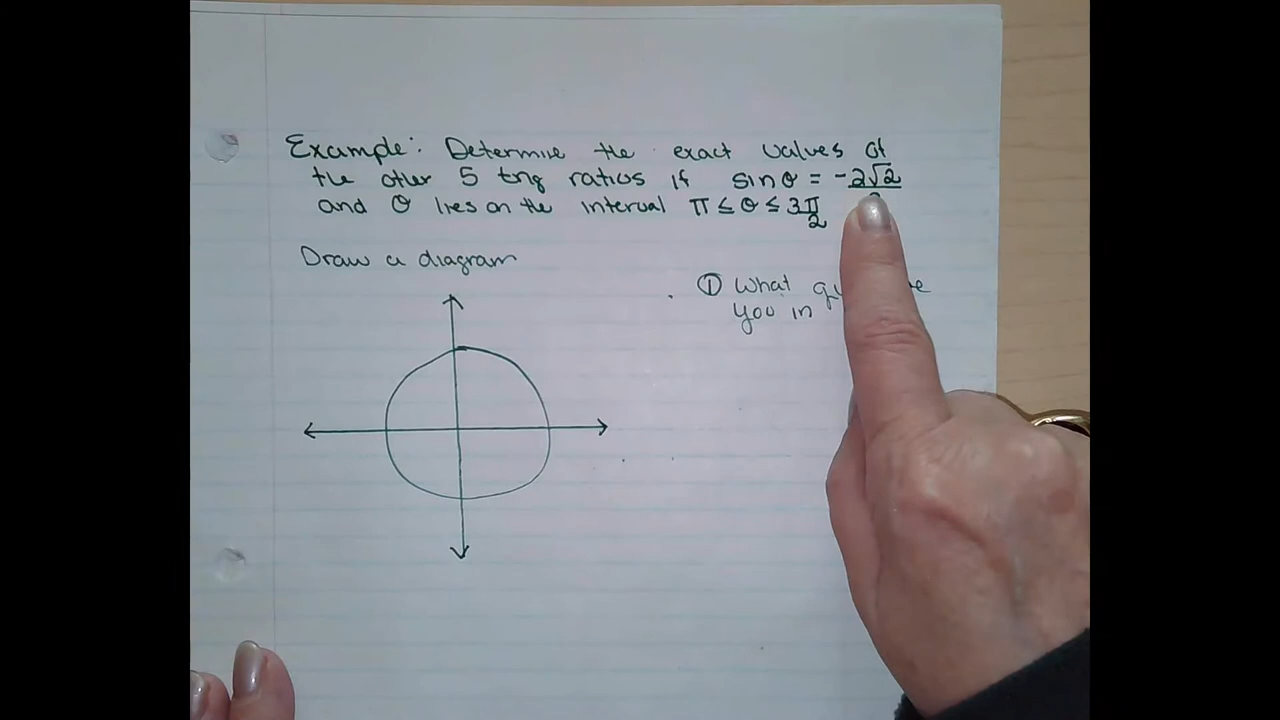 Example: Determine the exact values of
the other 5 trig ratios if sin θ = -2√2
and θ lies on the interval π ≤ θ ≤ 3π/2
Draw a diagram
① What
you in